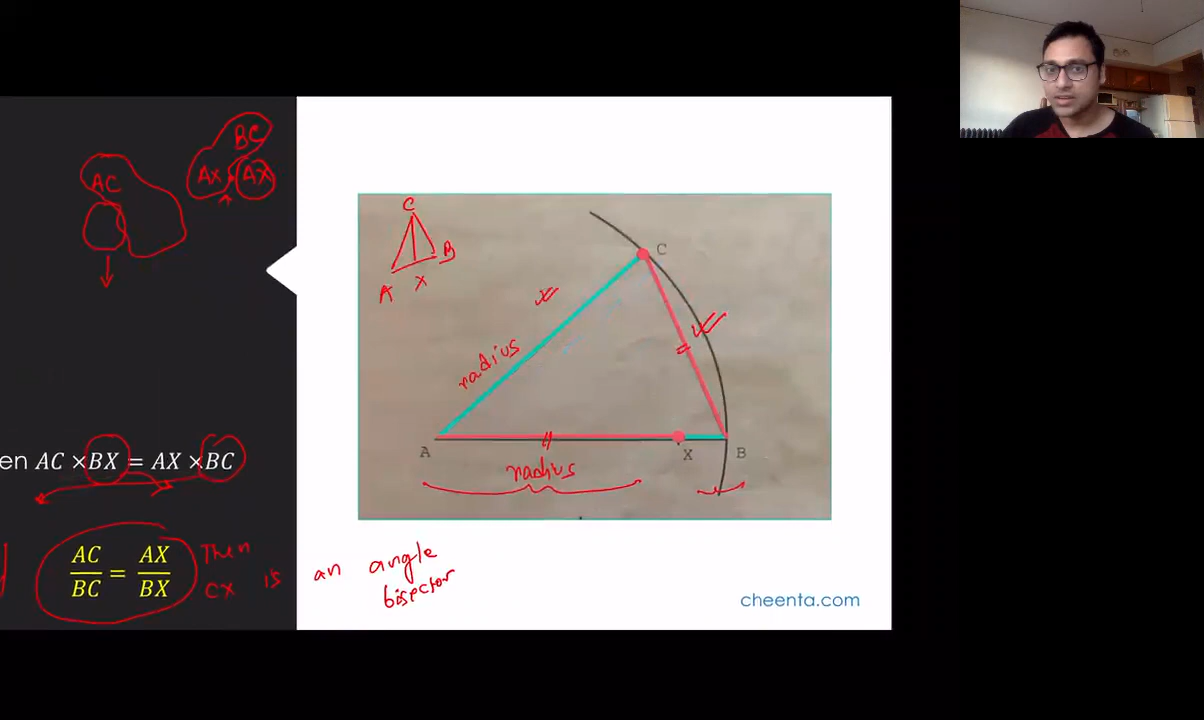 BC
AX · AX
AC
en AC ×BX = AX ×BC
AC
BC
=
AX
BX
Then
CX is an angle
bisector
C
A
X
B
C
radius
A
X
B
radius
cheenta.com